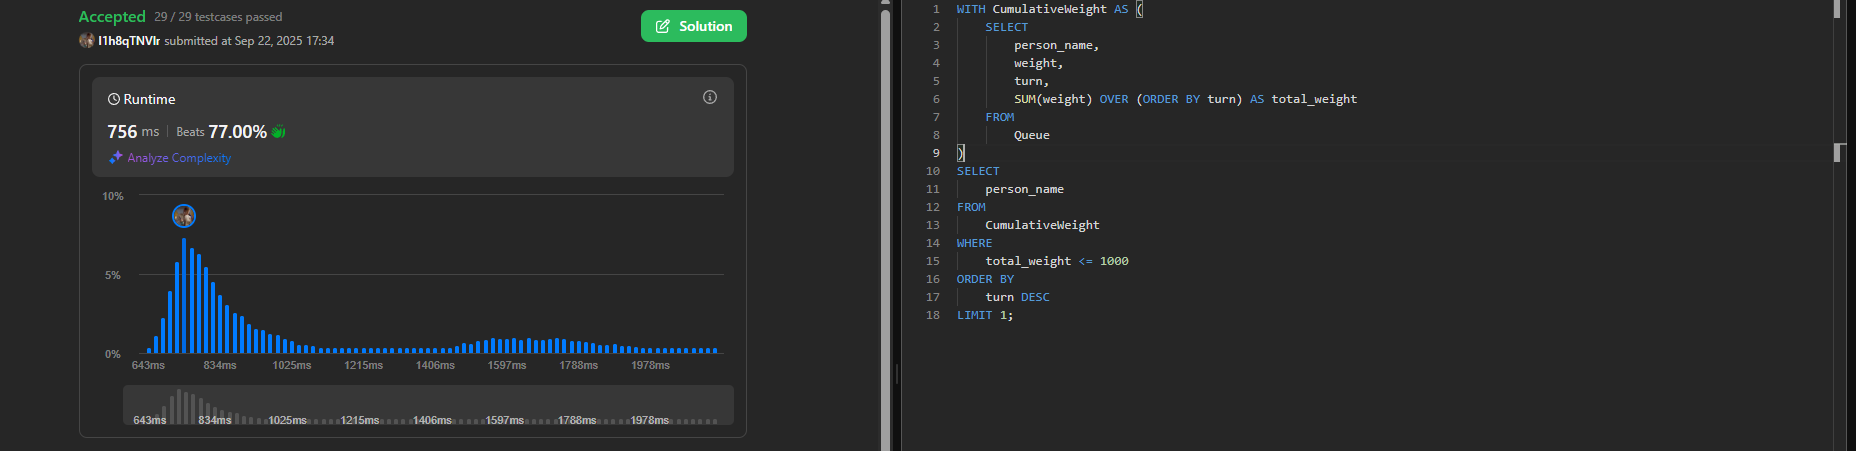 Accepted 29 / 29 testcases passed
l1h8qTNVlr submitted at Sep 22, 2025 17:34
Solution
Runtime
756 ms | Beats 77.00%
Analyze Complexity
10%
5%
0%
643ms 834ms 1025ms 1215ms 1406ms 1597ms 1788ms 1978ms
643ms 834ms 1025ms 1215ms 1406ms 1597ms 1788ms 1978ms
1 WITH CumulativeWeight AS (
2 SELECT
3 person_name,
4 weight,
5 turn,
6 SUM(weight) OVER (ORDER BY turn) AS total_weight
7 FROM
8 Queue
9 )
10 SELECT
11 person_name
12 FROM
13 CumulativeWeight
14 WHERE
15 total_weight <= 1000
16 ORDER BY
17 turn DESC
18 LIMIT 1;